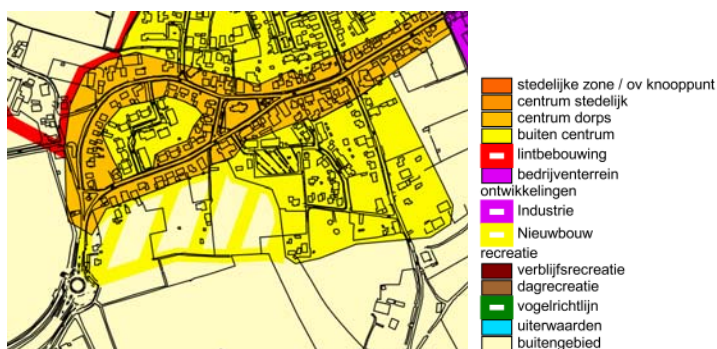 stedelijke zone / ov knooppunt
centrum stedelijk
centrum dorps
buiten centrum
lintbebouwing
bedrijventerrein
ontwikkelingen
Industrie
Nieuwbouw
recreatie
verblijfsrecreatie
dagrecreatie
vogelrichtlijn
uiterwaarden
buitengebied